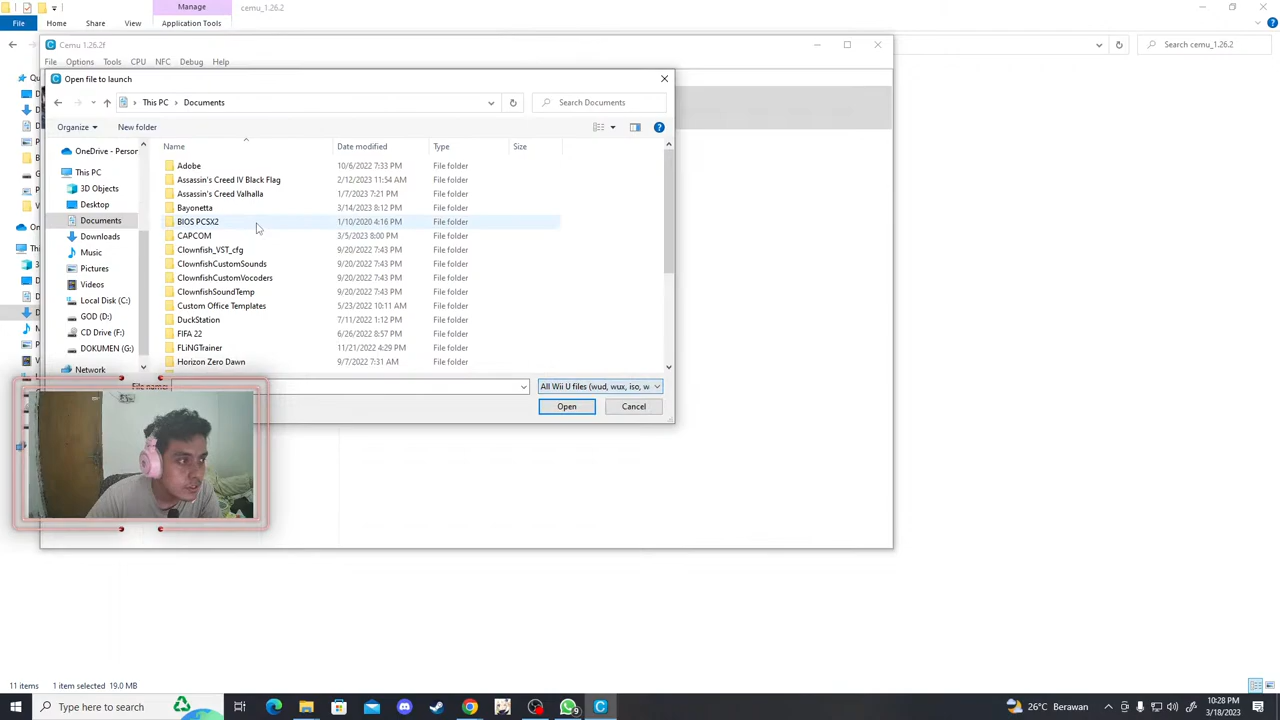 Manage
cemu_1.26.2
File
Home
Share
View
Application Tools
Search cemu_1.26.2
Cemu 1.26.2f
File
Options
Tools
CPU
NFC
Debug
Help
Open file to launch
This PC > Documents
Search Documents
Organize
New folder
Name
Date modified
Type
Size
OneDrive - Person
This PC
3D Objects
Desktop
Documents
Downloads
Music
Pictures
Videos
Local Disk (C:)
GOD (D:)
CD Drive (F:)
DOKUMEN (G:)
Network
Adobe 10/6/2022 7:33 PM File folder
Assassin's Creed IV Black Flag 2/12/2023 11:54 AM File folder
Assassin's Creed Valhalla 1/7/2023 7:21 PM File folder
Bayonetta 3/14/2023 8:12 PM File folder
BIOS PCSX2 1/10/2020 4:16 PM File folder
CAPCOM 3/5/2023 8:00 PM File folder
Clownfish_VST_cfg 9/20/2022 7:43 PM File folder
ClownfishCustomSounds 9/20/2022 7:43 PM File folder
ClownfishCustomVocoders 9/20/2022 7:43 PM File folder
ClownfishSoundTemp 9/20/2022 7:43 PM File folder
Custom Office Templates 5/23/2022 10:11 AM File folder
DuckStation 7/11/2022 1:12 PM File folder
FIFA 22 6/26/2022 8:57 PM File folder
FLiNGTrainer 11/21/2022 4:29 PM File folder
Horizon Zero Dawn 9/7/2022 7:31 AM File folder
File name:
All Wii U files (wud, wux, iso, w
Open
Cancel
11 items
1 item selected 19.0 MB
Type here to search
9
26°C Berawan
10:28 PM
3/18/2023